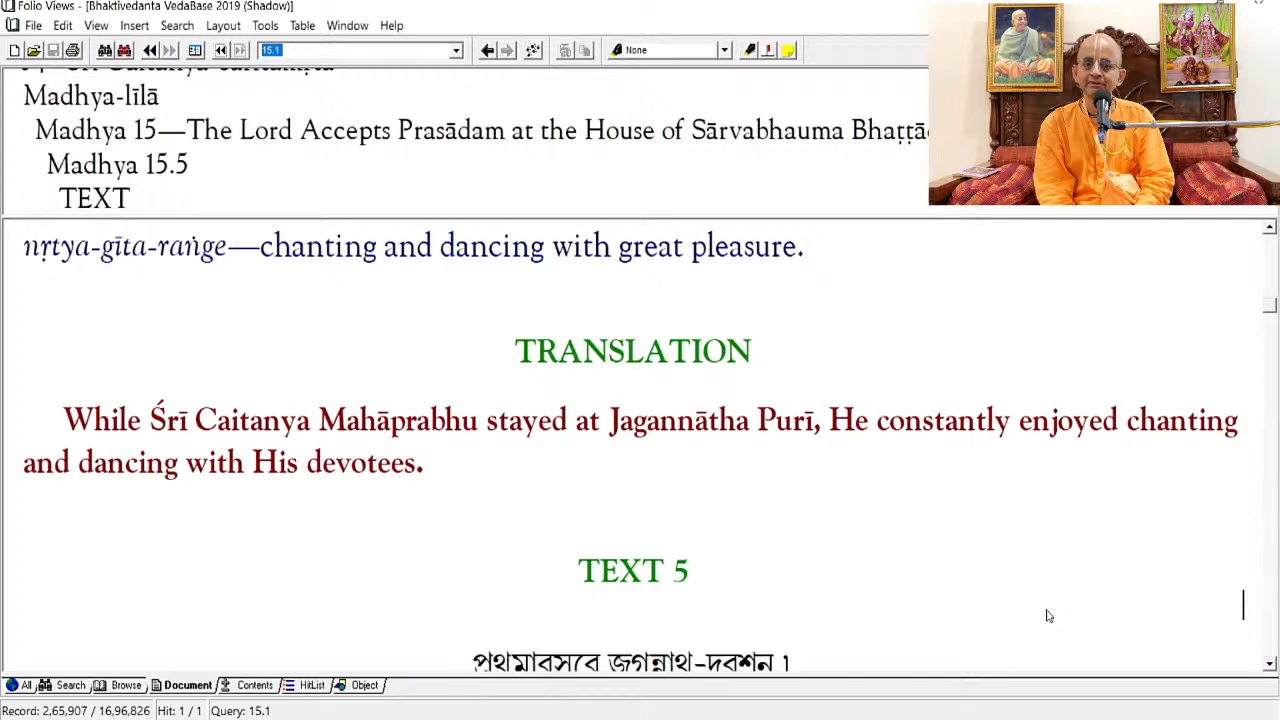 Folio Views - [Bhaktivedanta VedaBase 2019 (Shadow)]
File Edit View Insert Search Layout Tools Table Window Help
15.1 None
Madhya-līlā
Madhya 15—The Lord Accepts Prasādam at the House of Sārvabhauma
Madhya 15.5
TEXT
nṛtya-gīta-raṅge—chanting and dancing with great pleasure.
TRANSLATION
While Śrī Caitanya Mahāprabhu stayed at Jagannātha Purī, He constantly enjoyed chanting
and dancing with His devotees.
TEXT 5
প্রথমাবসরে জগন্নাথ-দরশন ।
All Search Browse Document Contents HitList Object
Record: 2,65,907 / 16,96,826 Hit: 1 / 1 Query: 15.1